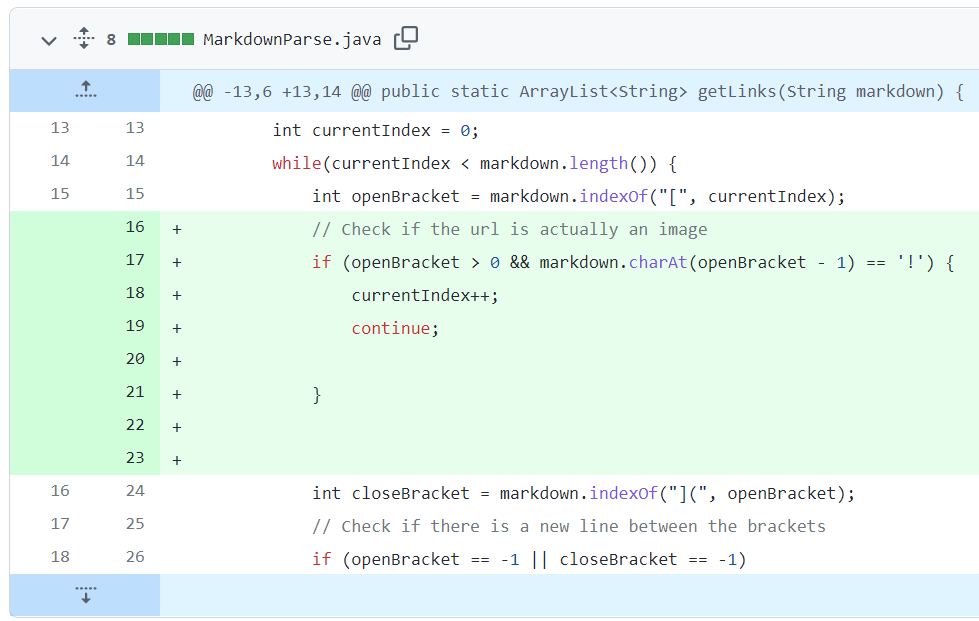 8 MarkdownParse.java
@@ -13,6 +13,14 @@ public static ArrayList<String> getLinks(String markdown) {
13 13 int currentIndex = 0;
14 14 while(currentIndex < markdown.length()) {
15 15 int openBracket = markdown.indexOf("[", currentIndex);
16 + // Check if the url is actually an image
17 + if (openBracket > 0 && markdown.charAt(openBracket - 1) == '!') {
18 + currentIndex++;
19 + continue;
20 +
21 + }
22 +
23 +
16 24 int closeBracket = markdown.indexOf("](", openBracket);
17 25 // Check if there is a new line between the brackets
18 26 if (openBracket == -1 || closeBracket == -1)